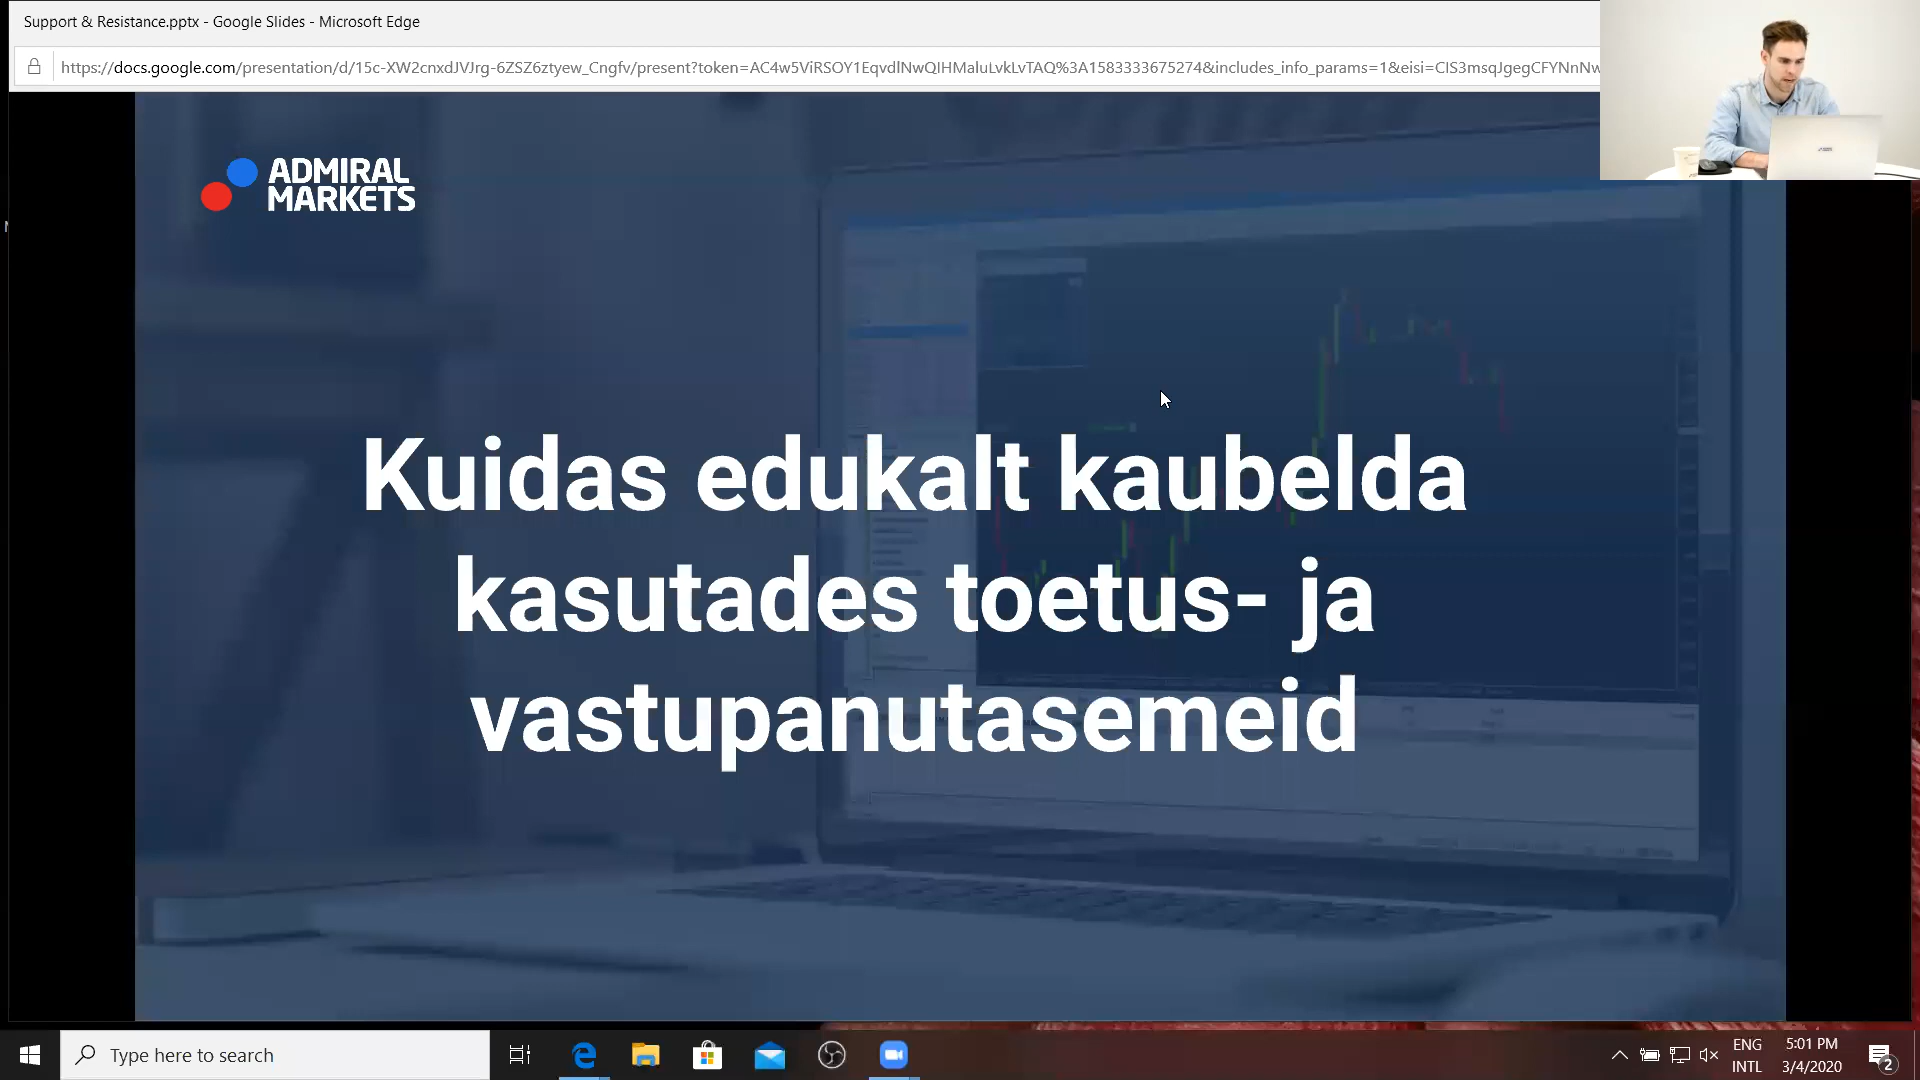 Support & Resistance.pptx - Google Slides - Microsoft Edge
https://docs.google.com/presentation/d/15c-XW2cnxdJVJrg-6ZSZ6ztyew_Cngfv/present?token=AC4w5ViRSOY1EqvdlNwQIHMaluLvkLvTAQ%3A1583333675274&includes_info_params=1&eisi=CIS3msqJgegCFYNnNw
ADMIRAL
MARKETS
Kuidas edukalt kaubelda
kasutades toetus- ja
vastupanutasemeid
Type here to search
ENG
INTL
5:01 PM
3/4/2020
2